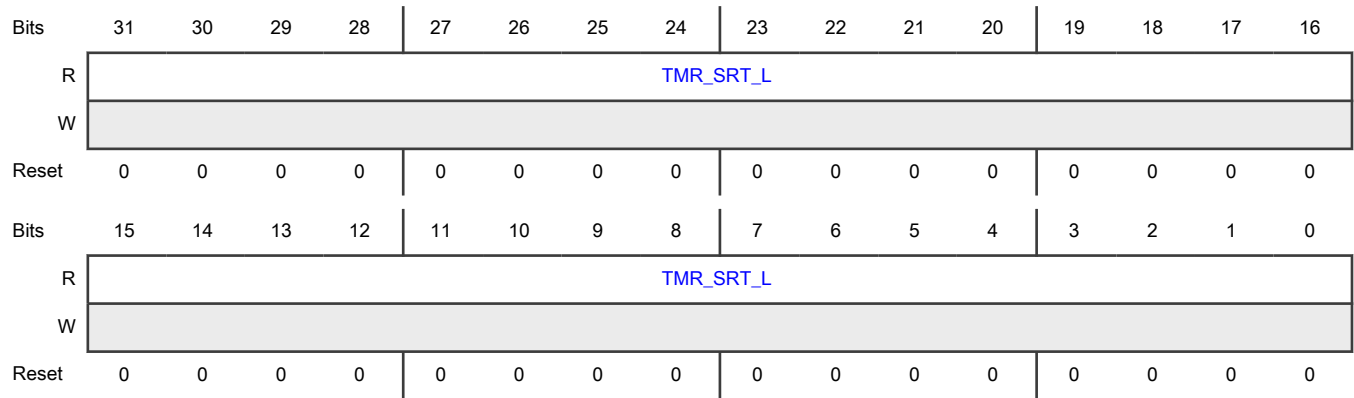 Bits 31 30 29 28 27 26 25 24 23 22 21 20 19 18 17 16
R TMR_SRT_L
W
Reset 0 0 0 0 0 0 0 0 0 0 0 0 0 0 0 0
Bits 15 14 13 12 11 10 9 8 7 6 5 4 3 2 1 0
R TMR_SRT_L
W
Reset 0 0 0 0 0 0 0 0 0 0 0 0 0 0 0 0